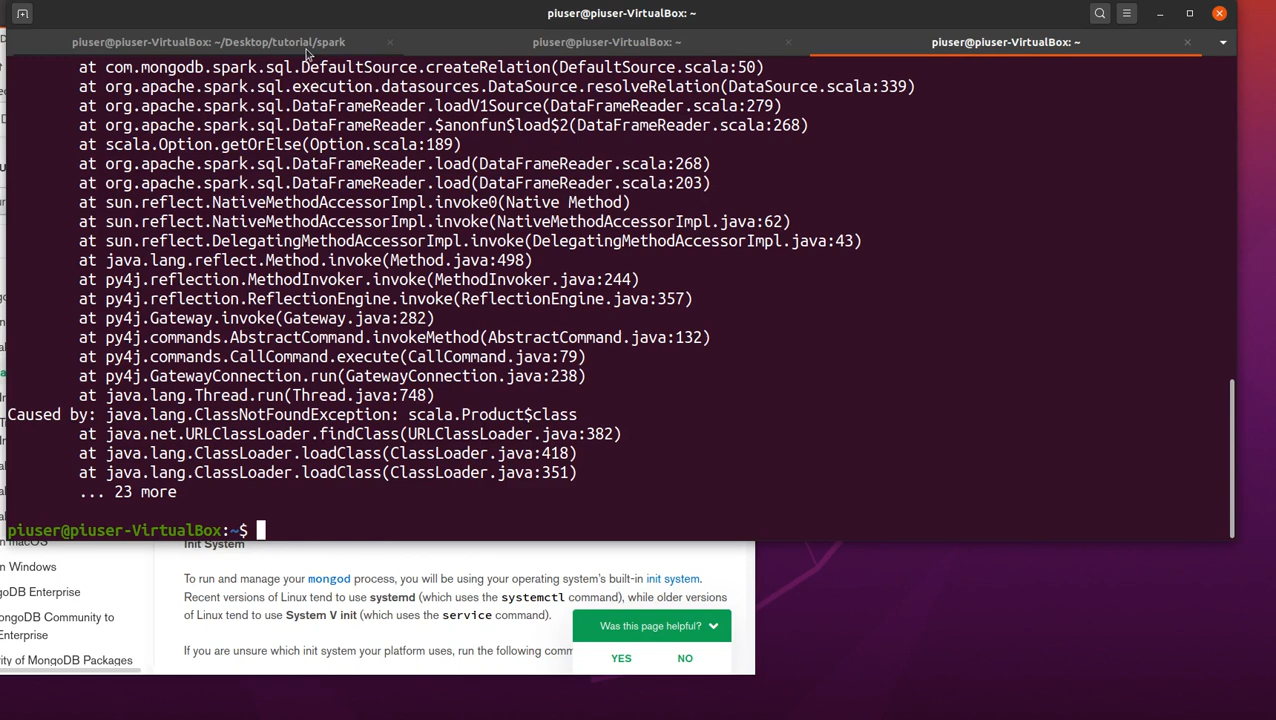 piuser@piuser-VirtualBox: ~
piuser@piuser-VirtualBox: ~/Desktop/tutorial/spark
piuser@piuser-VirtualBox: ~
piuser@piuser-VirtualBox: ~
at com.mongodb.spark.sql.DefaultSource.createRelation(DefaultSource.scala:50)
at org.apache.spark.sql.execution.datasources.DataSource.resolveRelation(DataSource.scala:339)
at org.apache.spark.sql.DataFrameReader.loadV1Source(DataFrameReader.scala:279)
at org.apache.spark.sql.DataFrameReader.$anonfun$load$2(DataFrameReader.scala:268)
at scala.Option.getOrElse(Option.scala:189)
at org.apache.spark.sql.DataFrameReader.load(DataFrameReader.scala:268)
at org.apache.spark.sql.DataFrameReader.load(DataFrameReader.scala:203)
at sun.reflect.NativeMethodAccessorImpl.invoke0(Native Method)
at sun.reflect.NativeMethodAccessorImpl.invoke(NativeMethodAccessorImpl.java:62)
at sun.reflect.DelegatingMethodAccessorImpl.invoke(DelegatingMethodAccessorImpl.java:43)
at java.lang.reflect.Method.invoke(Method.java:498)
at py4j.reflection.MethodInvoker.invoke(MethodInvoker.java:244)
at py4j.reflection.ReflectionEngine.invoke(ReflectionEngine.java:357)
at py4j.Gateway.invoke(Gateway.java:282)
at py4j.commands.AbstractCommand.invokeMethod(AbstractCommand.java:132)
at py4j.commands.CallCommand.execute(CallCommand.java:79)
at py4j.GatewayConnection.run(GatewayConnection.java:238)
at java.lang.Thread.run(Thread.java:748)
Caused by: java.lang.ClassNotFoundException: scala.Product$class
at java.net.URLClassLoader.findClass(URLClassLoader.java:382)
at java.lang.ClassLoader.loadClass(ClassLoader.java:418)
at java.lang.ClassLoader.loadClass(ClassLoader.java:351)
... 23 more
piuser@piuser-VirtualBox:~$
on macOS
on Windows
goDB Enterprise
ongoDB Community to
Enterprise
rity of MongoDB Packages
Init System
To run and manage your mongod process, you will be using your operating system's built-in init system.
Recent versions of Linux tend to use systemd (which uses the systemctl command), while older versions
of Linux tend to use System V init (which uses the service command).
If you are unsure which init system your platform uses, run the following comm
Was this page helpful?
YES NO